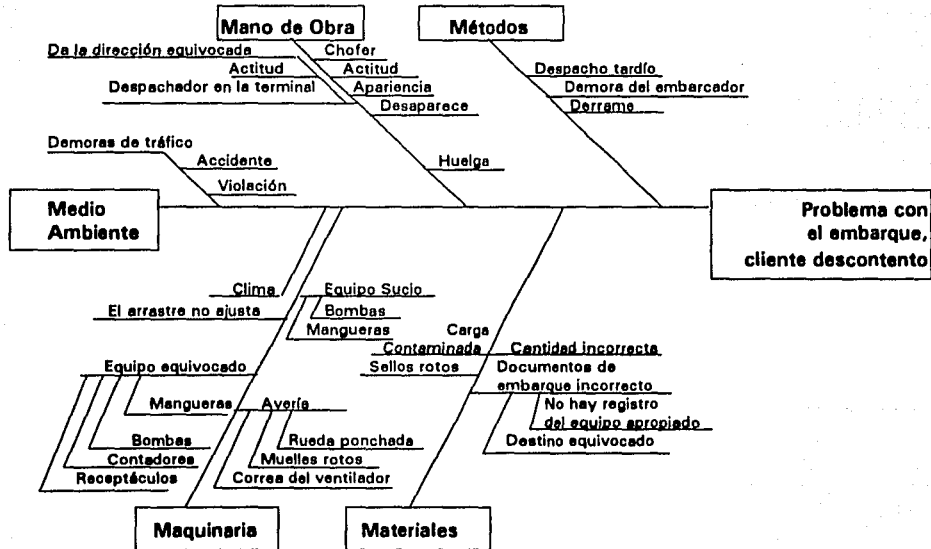 Mano de Obra
Métodos
Da la dirección equivocada
Chofer
Actitud
Actitud
Despachador en la terminal
Apariencia
Desaparece
Despacho tardío
Demora del embarcador
Derrame
Demoras de tráfico
Accidente
Violación
Huelga
Medio
Ambiente
Problema con
el embarque,
cliente descontento
Clima
El arrastre no ajusta
Equipo Sucio
Bombas
Mangueras
Carga
Contaminada
Cantidad incorrecta
Sellos rotos
Documentos de
embarque incorrecto
No hay registro
del equipo apropiado
Destino equivocado
Equipo equivocado
Mangueras
Bombas
Contadores
Receptáculos
Avería
Rueda ponchada
Muelles rotos
Correa del ventilador
Maquinaria
Materiales